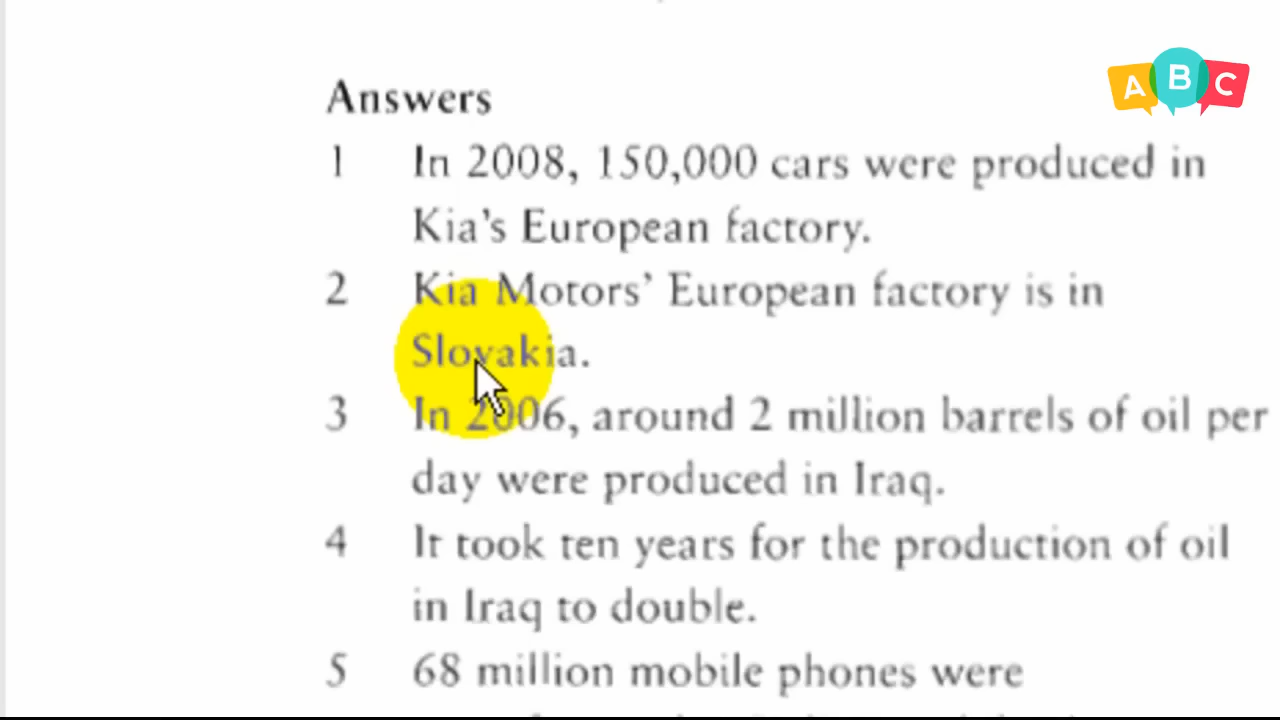 A B C
Answers
1 In 2008, 150,000 cars were produced in
Kia's European factory.
2 Kia Motors' European factory is in
Slovakia.
3 In 2006, around 2 million barrels of oil per
day were produced in Iraq.
4 It took ten years for the production of oil
in Iraq to double.
5 68 million mobile phones were